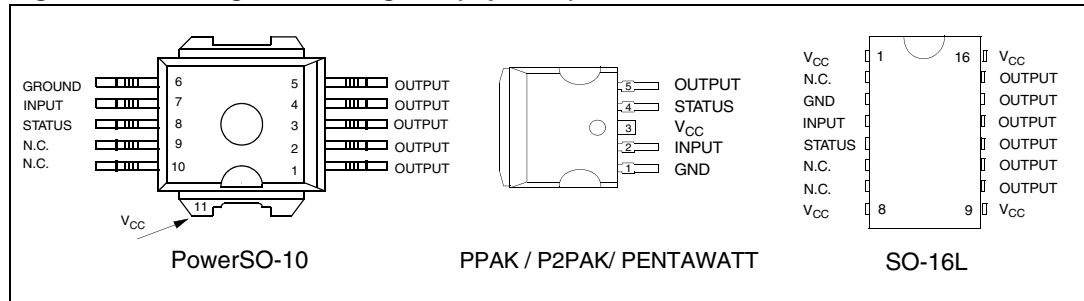 GROUND 6 5 OUTPUT
INPUT 7 4 OUTPUT
STATUS 8 3 OUTPUT
N.C. 9 2 OUTPUT
N.C. 10 1 OUTPUT
11
VCC
PowerSO-10
5 OUTPUT
4 STATUS
3 VCC
2 INPUT
1 GND
PPAK / P2PAK/ PENTAWATT
VCC 1 16 VCC
N.C. OUTPUT
GND OUTPUT
INPUT OUTPUT
STATUS OUTPUT
N.C. OUTPUT
N.C. OUTPUT
VCC 8 9 VCC
SO-16L